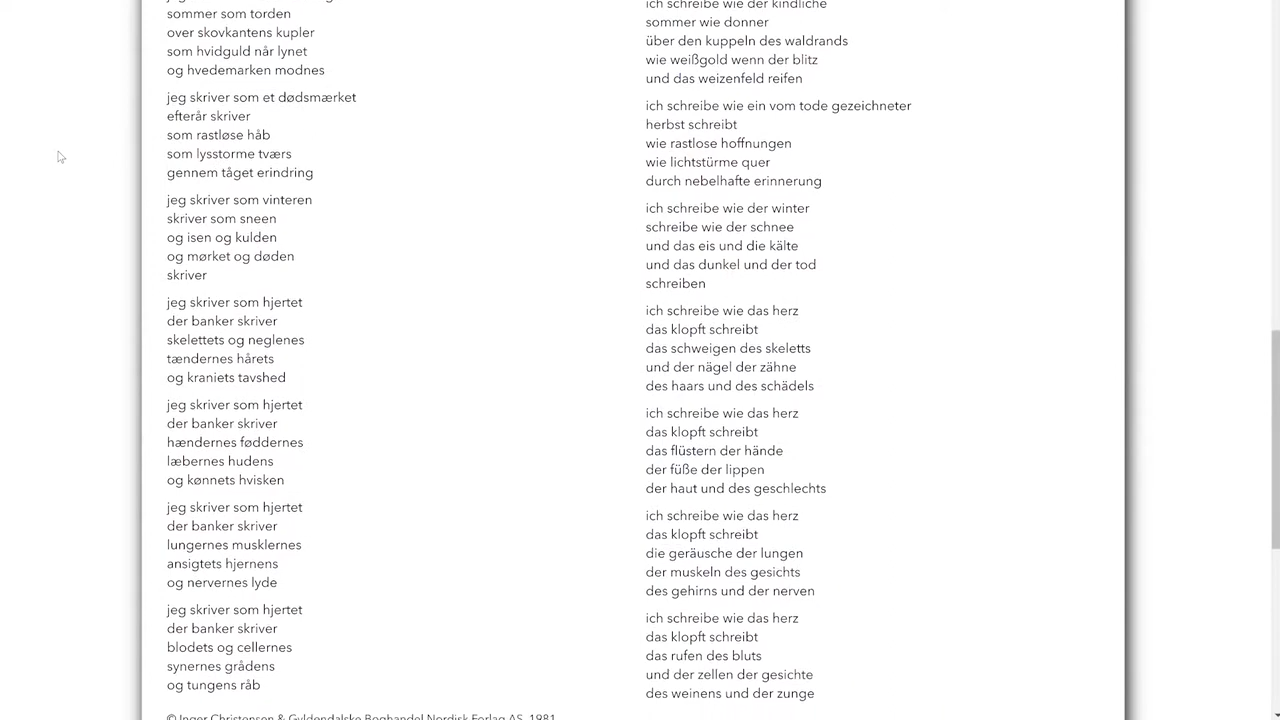 sommer som torden
over skovkantens kupler
som hvidguld når lynet
og hvedemarken modnes
jeg skriver som et dødsmærket
efterår skriver
som rastløse håb
som lysstorme tværs
gennem tåget erindring
jeg skriver som vinteren
skriver som sneen
og isen og kulden
og mørket og døden
skriver
jeg skriver som hjertet
der banker skriver
skelettets og neglenes
tændernes hårets
og kraniets tavshed
jeg skriver som hjertet
der banker skriver
hændernes føddernes
læbernes hudens
og kønnets hvisken
jeg skriver som hjertet
der banker skriver
lungernes musklernes
ansigtets hjernens
og nervernes lyde
jeg skriver som hjertet
der banker skriver
blodets og cellernes
synernes grådens
og tungens råb
© Inger Christensen & Gyldendalske Boghandel Nordisk Forlag AS, 1981
ich schreibe wie der kindliche
sommer wie donner
über den kuppeln des waldrands
wie weißgold wenn der blitz
und das weizenfeld reifen
ich schreibe wie ein vom tode gezeichneter
herbst schreibt
wie rastlose hoffnungen
wie lichtstürme quer
durch nebelhafte erinnerung
ich schreibe wie der winter
schreibe wie der schnee
und das eis und die kälte
und das dunkel und der tod
schreiben
ich schreibe wie das herz
das klopft schreibt
das schweigen des skeletts
und der nägel der zähne
des haars und des schädels
ich schreibe wie das herz
das klopft schreibt
das flüstern der hände
der füße der lippen
der haut und des geschlechts
ich schreibe wie das herz
das klopft schreibt
die geräusche der lungen
der muskeln des gesichts
des gehirns und der nerven
ich schreibe wie das herz
das klopft schreibt
das rufen des bluts
und der zellen der gesichte
des weinens und der zunge